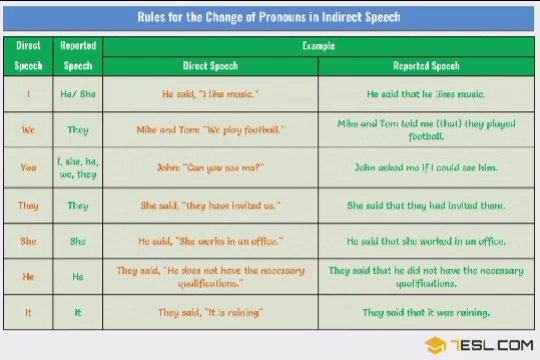 Rules for the Change of Pronouns in Indirect Speech
Direct Speech
Reported Speech
Example
Direct Speech
Reported Speech
I
He/ She
He said, "I like music."
He said that he likes music.
We
They
Mike and Tom: "We play football."
Mike and Tom told me (that) they played
football.
You
I, she, he,
we, they
John: "Can you see me?"
John asked me if I could see him.
They
They
She said, "they have invited us."
She said that they had invited them.
She
She
He said, "She works in an office."
He said that she worked in an office.
He
He
They said, "He does not have the necessary
qualifications."
They said that he did not have the necessary
qualifications.
It
It
They said, "It is raining"
They said that it was raining.
7ESL.COM